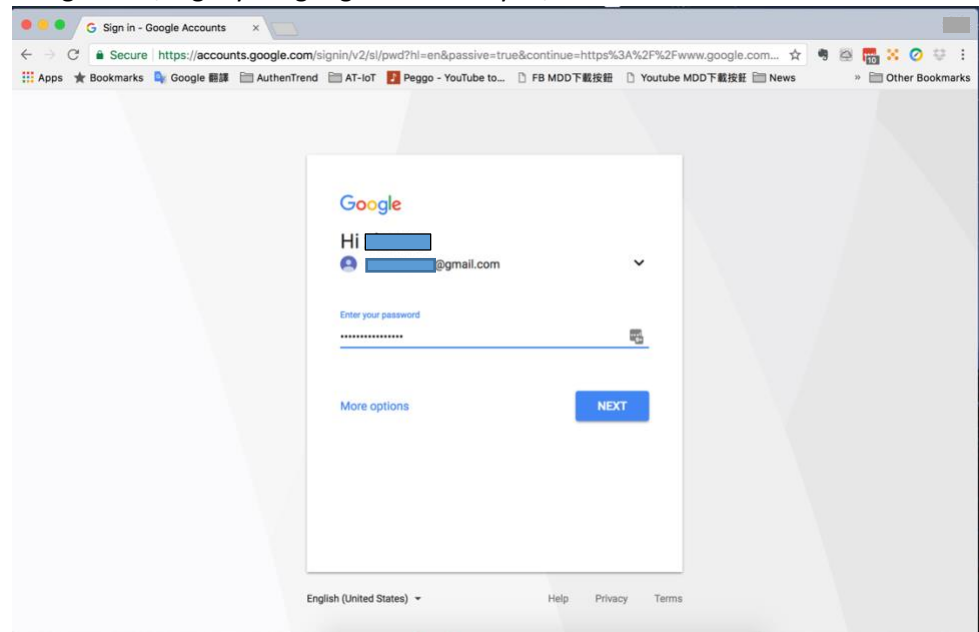 Sign in - Google Accounts
Secure https://accounts.google.com/signin/v2/sl/pwd?hl=en&passive=true&continue=https%3A%2F%2Fwww.google.com...
10
Apps Bookmarks Google 翻譯 AuthenTrend AT-IoT Peggo - YouTube to... FB MDD下載按鈕 Youtube MDD下載按鈕 News » Other Bookmarks
Google
Hi
@gmail.com
Enter your password
••••••••••••••••
More options
NEXT
English (United States)
Help Privacy Terms